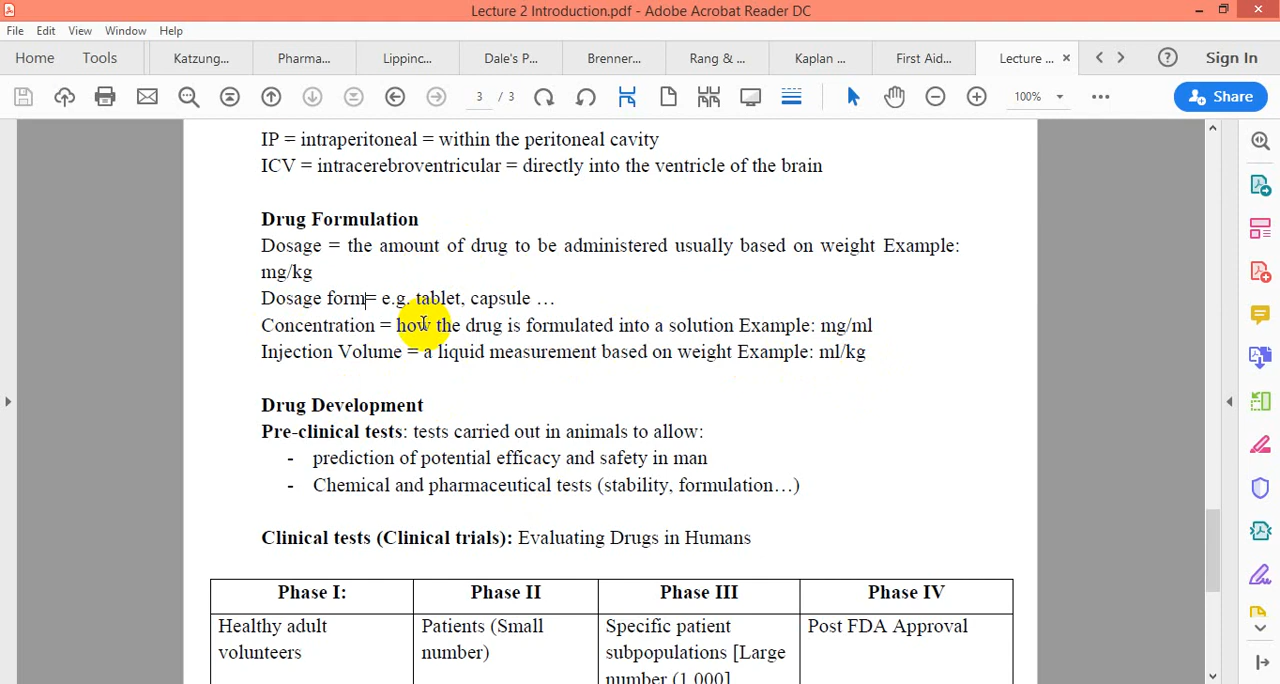 Lecture 2 Introduction.pdf - Adobe Acrobat Reader DC
File Edit View Window Help
Home Tools Katzung... Pharma... Lippinc... Dale's P... Brenner... Rang & ... Kaplan ... First Aid... Lecture ... × ? Sign In
3 / 3 100% Share
IP = intraperitoneal = within the peritoneal cavity
ICV = intracerebroventricular = directly into the ventricle of the brain
Drug Formulation
Dosage = the amount of drug to be administered usually based on weight Example:
mg/kg
Dosage form= e.g. tablet, capsule …
Concentration = how the drug is formulated into a solution Example: mg/ml
Injection Volume = a liquid measurement based on weight Example: ml/kg
Drug Development
Pre-clinical tests: tests carried out in animals to allow:
- prediction of potential efficacy and safety in man
- Chemical and pharmaceutical tests (stability, formulation…)
Clinical tests (Clinical trials): Evaluating Drugs in Humans
Phase I: Phase II Phase III Phase IV
Healthy adult Patients (Small Specific patient Post FDA Approval
volunteers number) subpopulations [Large
number (1,000]